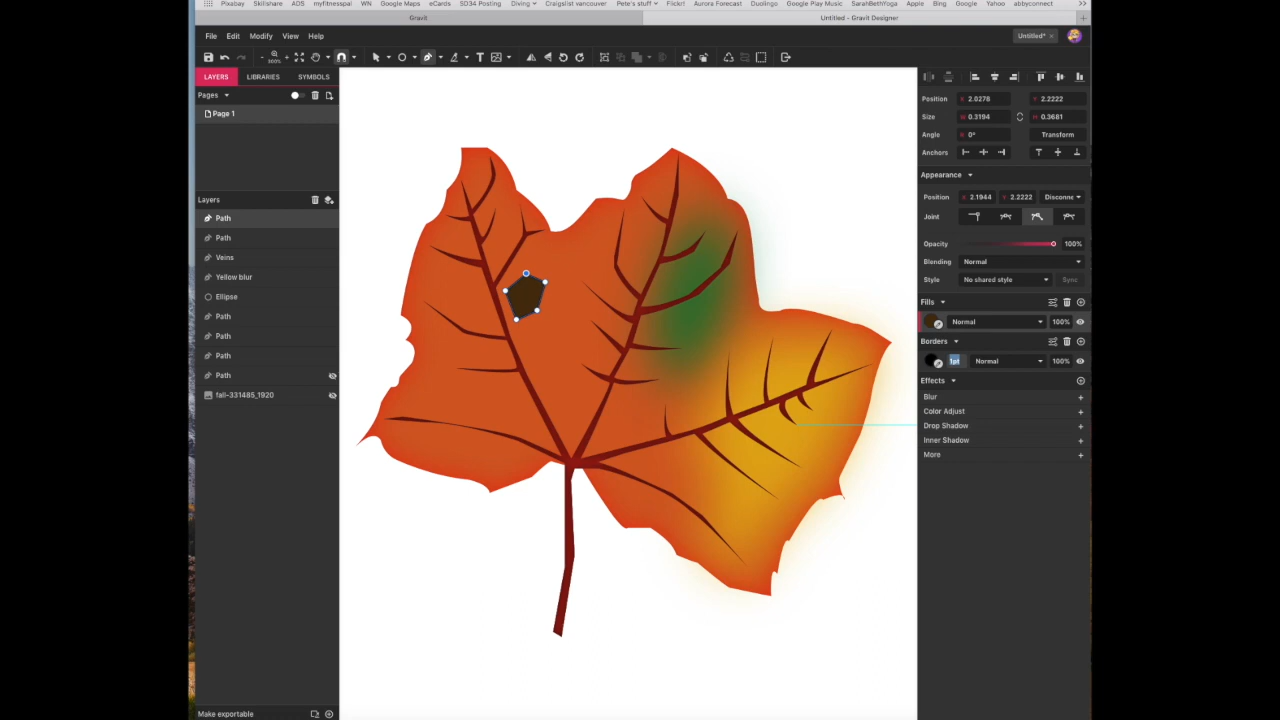 Pixabay Skillshare ADS myfitnesspal WN Google Maps eCards SD34 Posting Diving Craigslist vancouver Pete's stuff Flickr Aurora Forecast Duolingo Google Play Music SarahBethYoga Apple Bing Google Yahoo abbyconnect >>
Gravit Untitled - Gravit Designer +
File Edit Modify View Help Untitled* ×
- 300% + T
LAYERS LIBRARIES SYMBOLS
Pages
Page 1
Layers
Path
Path
Veins
Yellow blur
Ellipse
Path
Path
Path
Path
fall-331485_1920
Make exportable
Position X 2.0278 Y 2.2222
Size W 0.3194 H 0.3681
Angle R 0° Transform
Anchors
Appearance
Position X 2.1944 Y 2.2222 Disconne
Joint
Opacity 100%
Blending Normal
Style No shared style Sync
Fills
Normal 100%
Borders
1pt Normal 100%
Effects
Blur +
Color Adjust +
Drop Shadow +
Inner Shadow +
More +